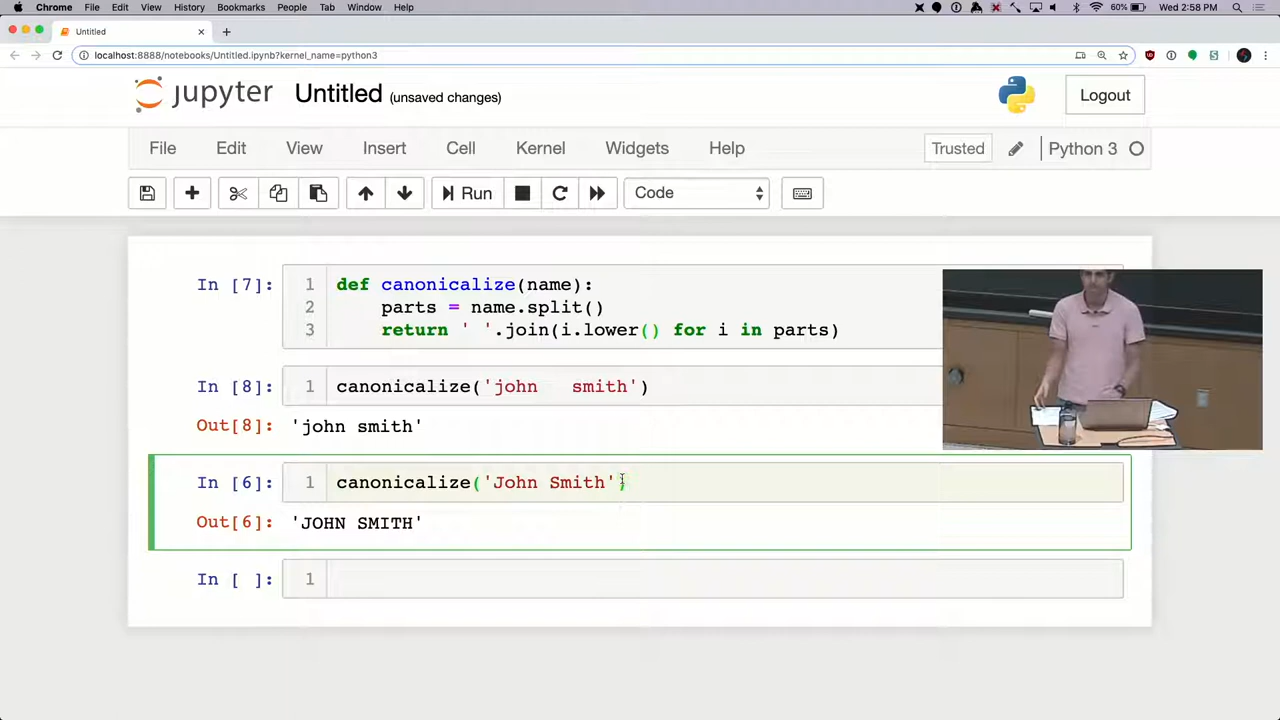 Chrome File Edit View History Bookmarks People Tab Window Help 60% Wed 2:58 PM
Untitled
localhost:8888/notebooks/Untitled.ipynb?kernel_name=python3
jupyter Untitled (unsaved changes) Logout
File Edit View Insert Cell Kernel Widgets Help Trusted Python 3
Run Code
In [7]: 1 def canonicalize(name):
2 parts = name.split()
3 return ' '.join(i.lower() for i in parts)
In [8]: 1 canonicalize('john   smith')
Out[8]: 'john smith'
In [6]: 1 canonicalize('John Smith')
Out[6]: 'JOHN SMITH'
In [ ]: 1